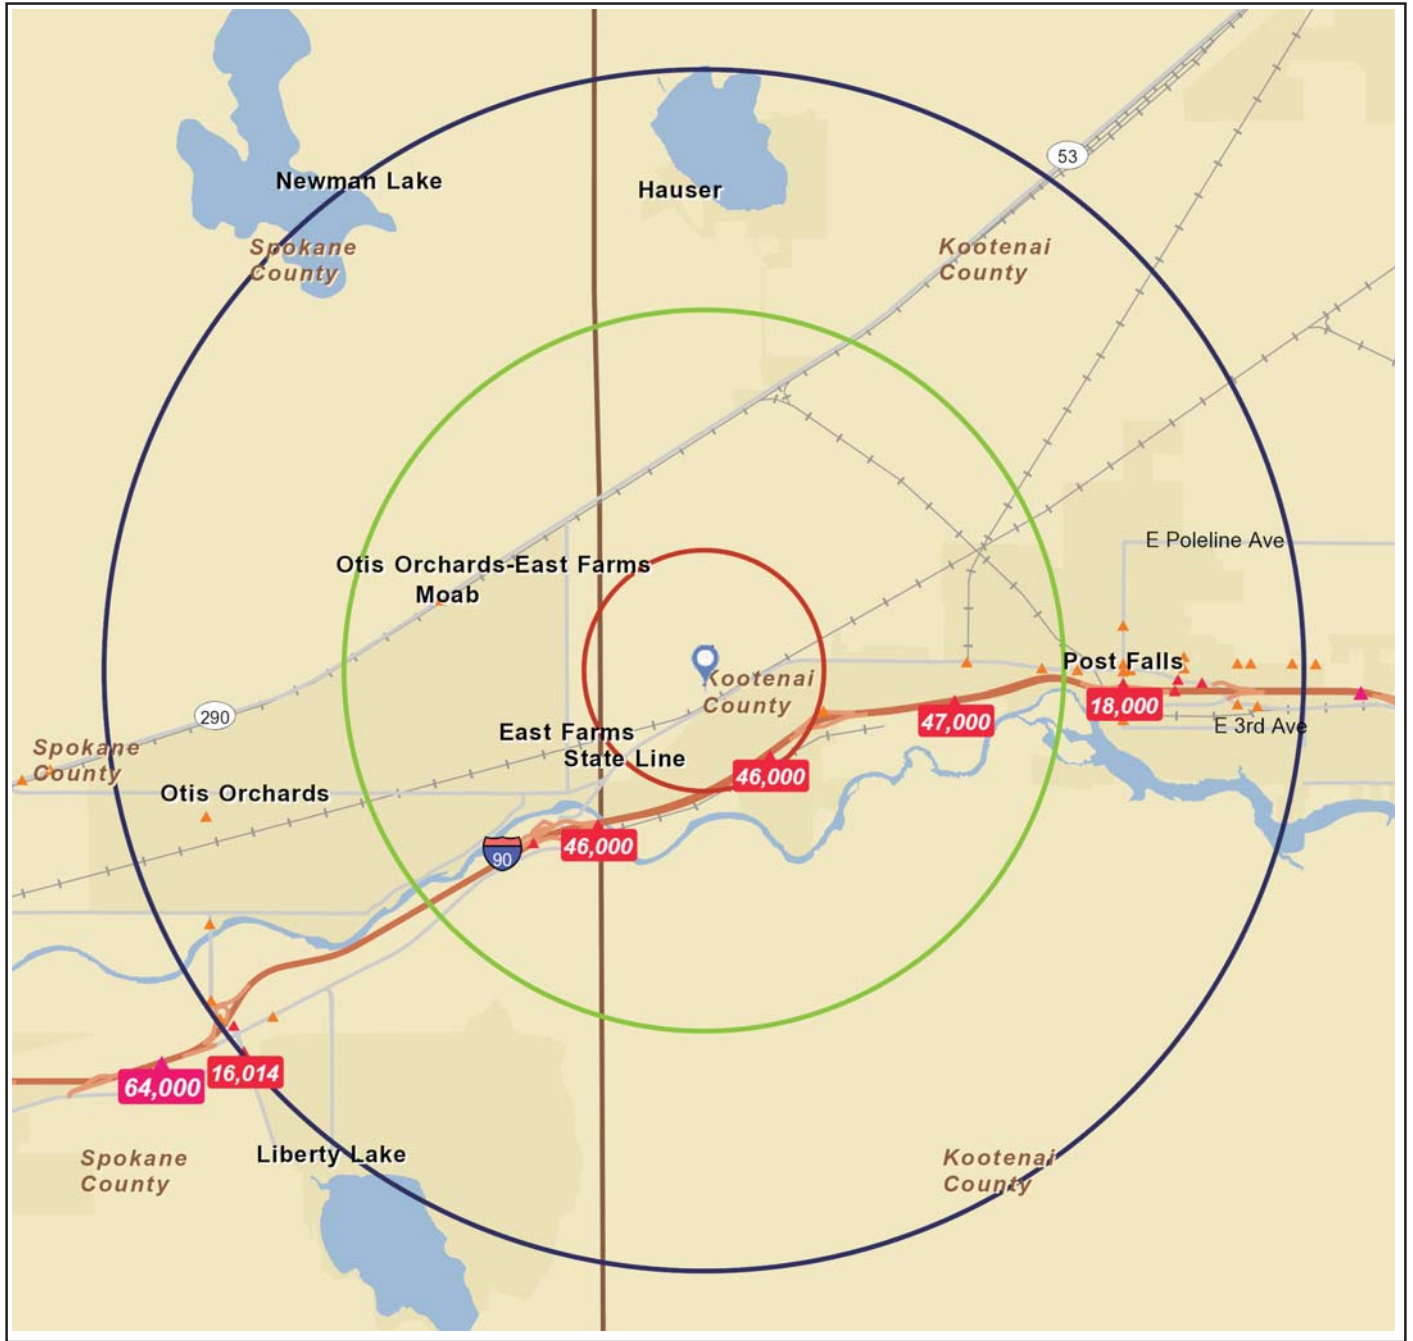 53
Newman Lake
Hauser
Spokane
County
Kootenai
County
E Poleline Ave
Otis Orchards-East Farms
Moab
Post Falls
Kootenai
County
18,000
290
47,000
E 3rd Ave
East Farms
State Line
Spokane
County
46,000
Otis Orchards
46,000
90
16,014
64,000
Liberty Lake
Spokane
County
Kootenai
County